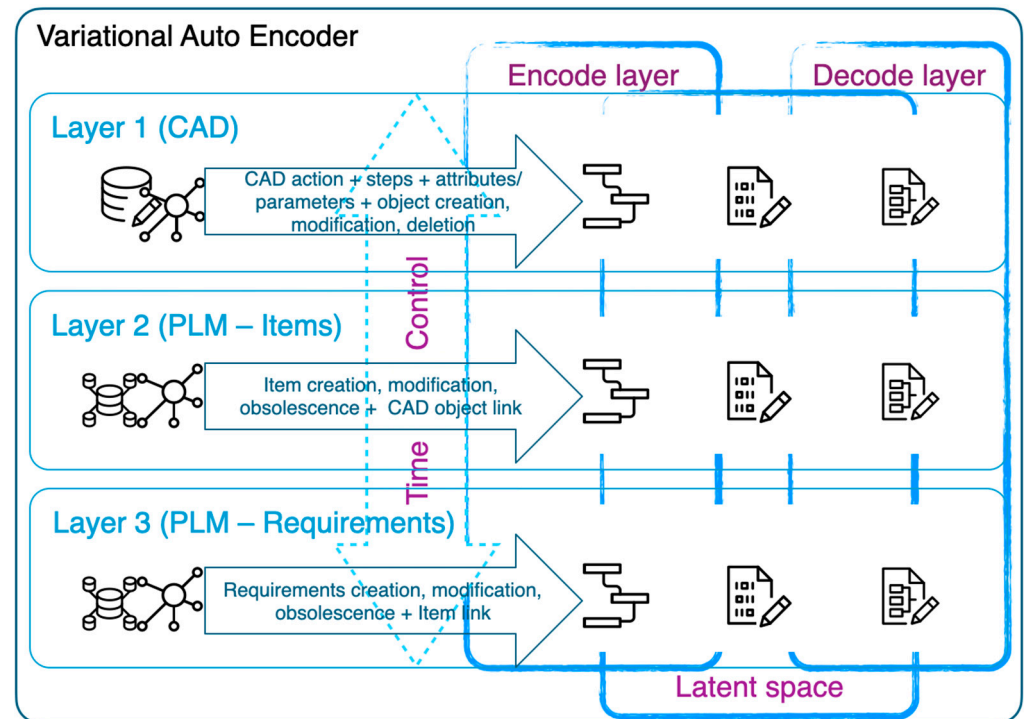 Variational Auto Encoder
Encode layer
Decode layer
Layer 1 (CAD)
CAD action + steps + attributes/
parameters + object creation,
modification, deletion
Control
Layer 2 (PLM – Items)
Item creation, modification,
obsolescence + CAD object link
Time
Layer 3 (PLM – Requirements)
Requirements creation, modification,
obsolescence + Item link
Latent space